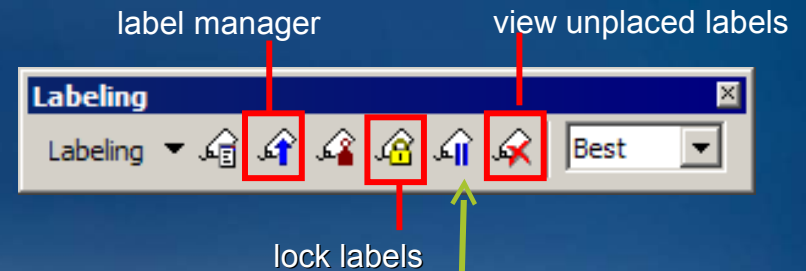 label manager
view unplaced labels
Labeling
Labeling
Best
lock labels